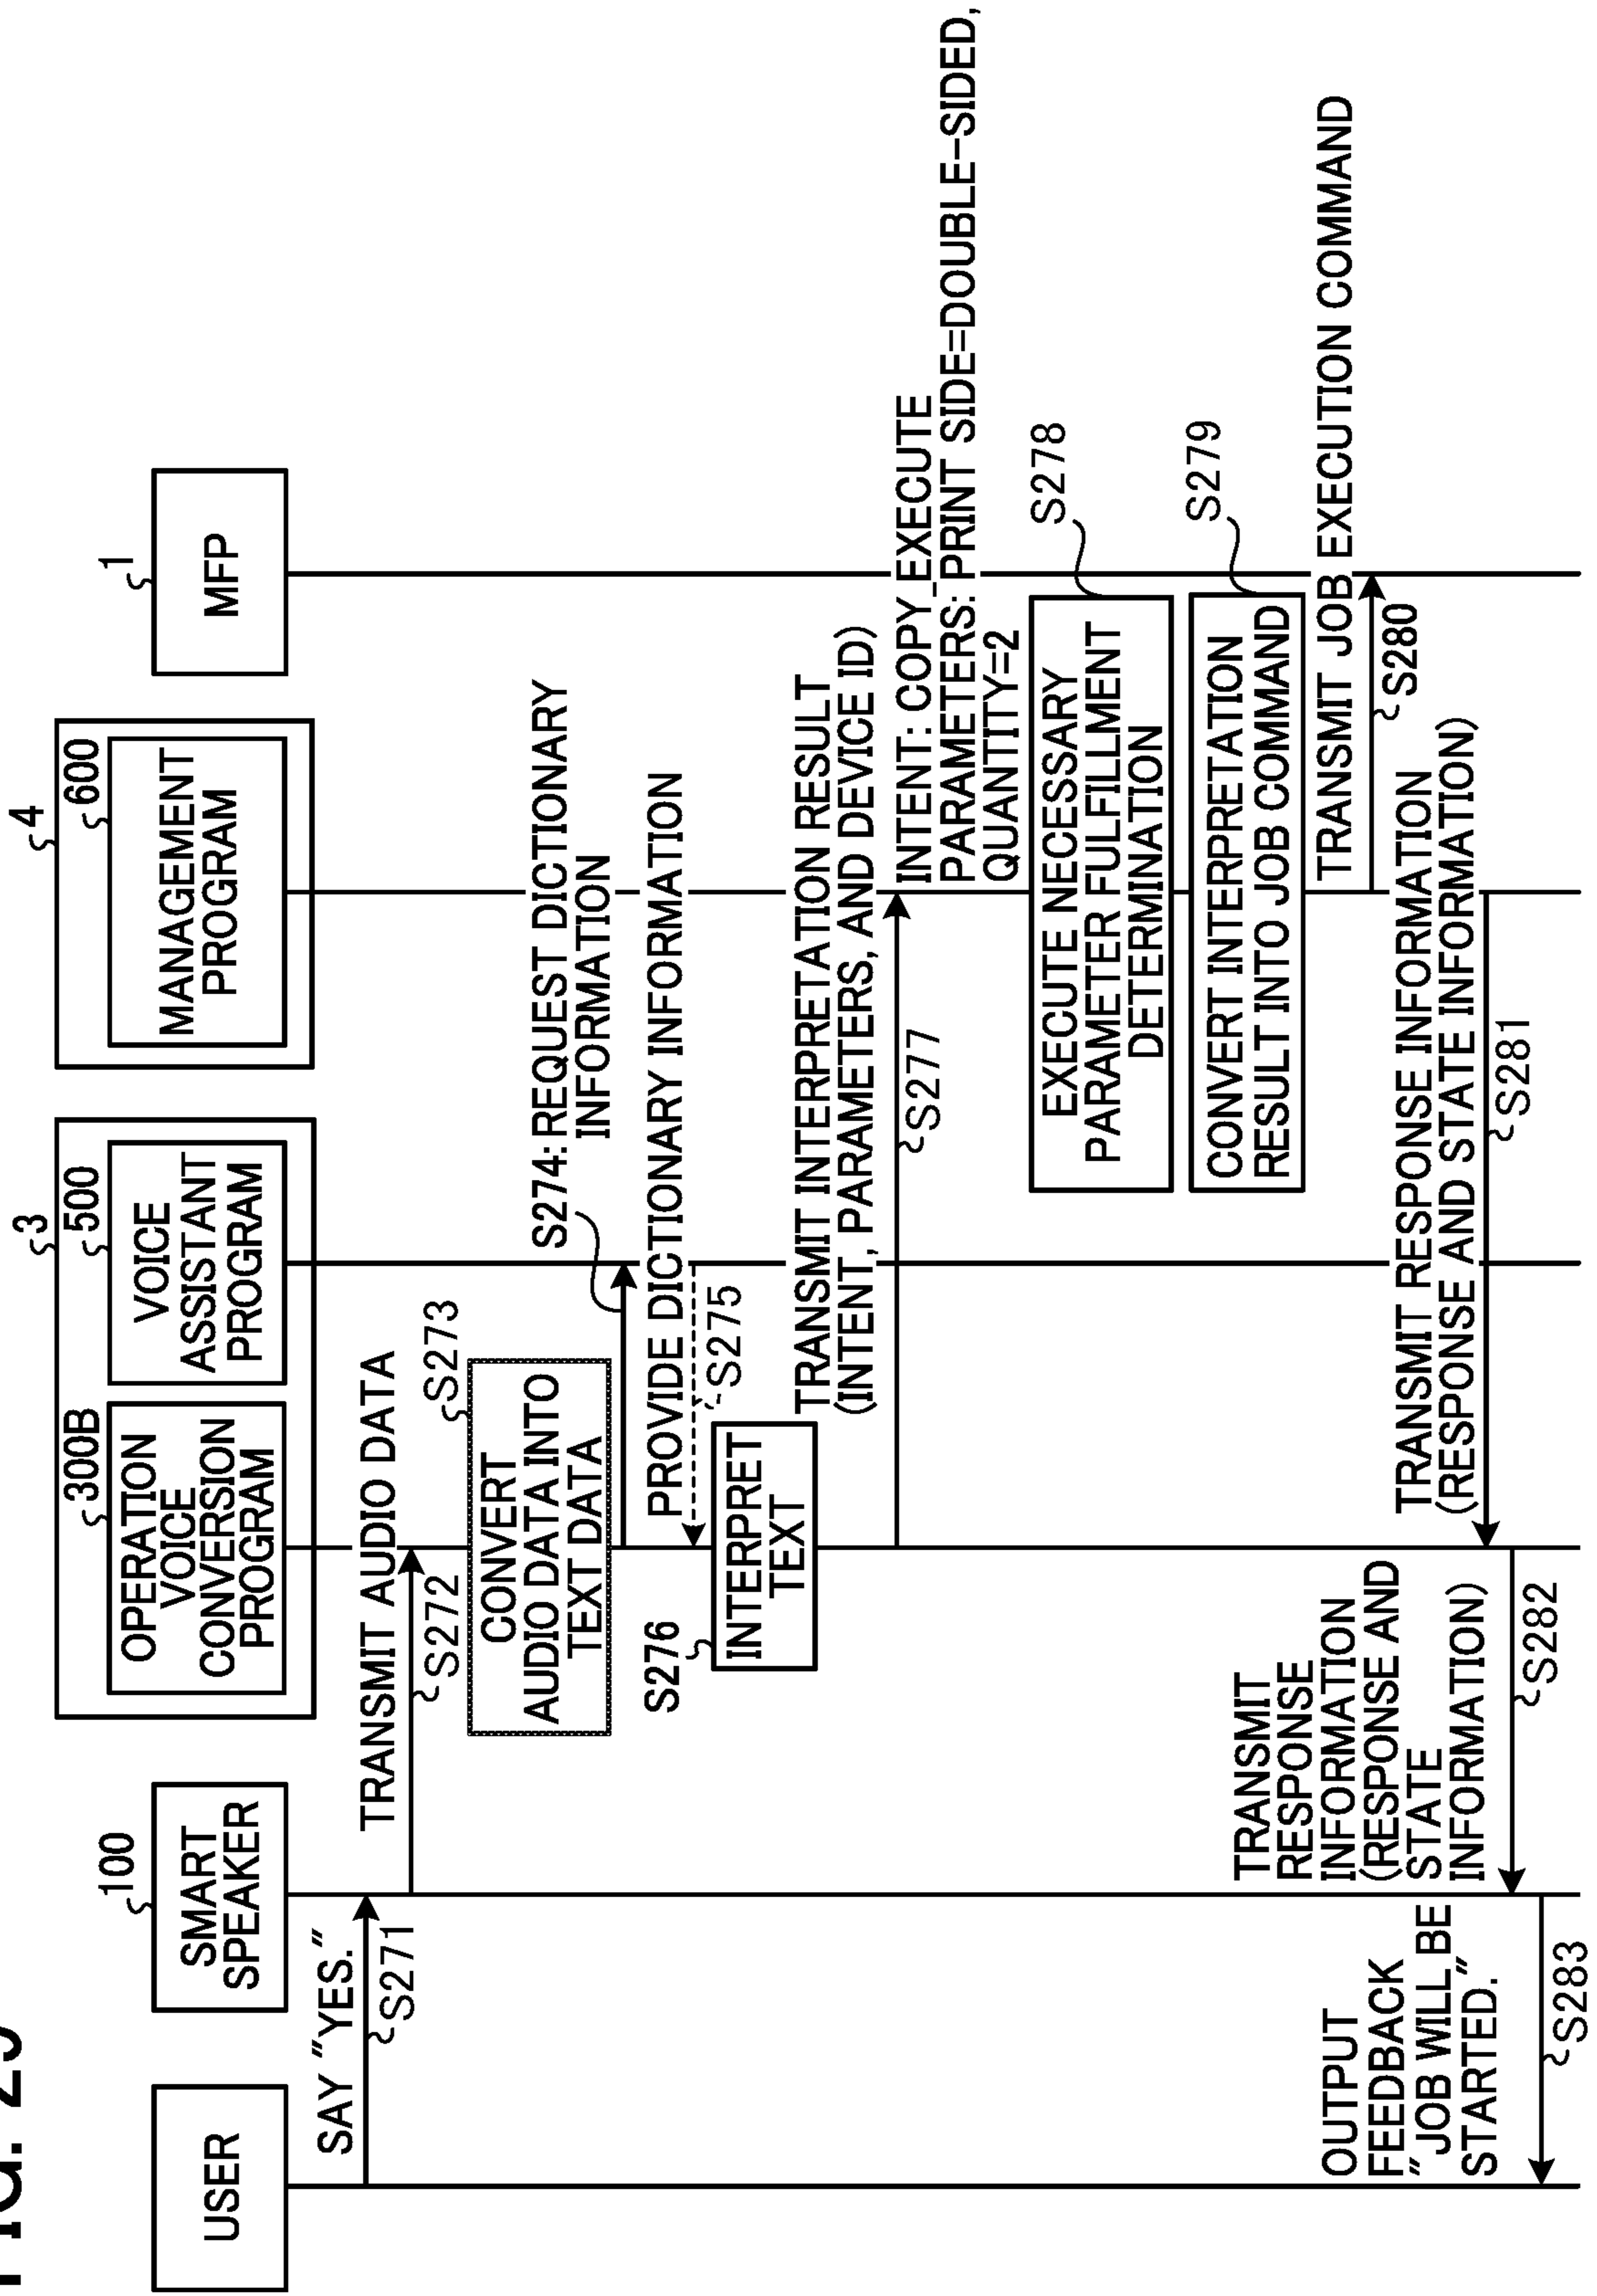 FIG.
USER
100
SMART
SPEAKER
3
300B
OPERATION
VOICE
CONVERSION
PROGRAM
500
VOICE
ASSISTANT
PROGRAM
4
600
MANAGEMENT
PROGRAM
1
MFP
SAY "YES."
S271
TRANSMIT AUDIO DATA
S272
S273
CONVERT
AUDIO DATA INTO
TEXT DATA
S274: REQUEST DICTIONARY
INFORMATION
PROVIDE DICTIONARY INFORMATION
S275
S276
INTERPRET
TEXT
TRANSMIT INTERPRETATION RESULT
(INTENT, PARAMETERS, AND DEVICE ID)
S277
INTENT: COPY_EXECUTE
PARAMETERS: PRINT SIDE=DOUBLE-SIDED,
QUANTITY=2
S278
EXECUTE NECESSARY
PARAMETER FULFILLMENT
DETERMINATION
S279
CONVERT INTERPRETATION
RESULT INTO JOB COMMAND
TRANSMIT JOB EXECUTION COMMAND
S280
TRANSMIT RESPONSE INFORMATION
(RESPONSE AND STATE INFORMATION)
S281
TRANSMIT
RESPONSE
INFORMATION
(RESPONSE AND
STATE
INFORMATION)
S282
OUTPUT
FEEDBACK
"JOB WILL BE
STARTED."
S283